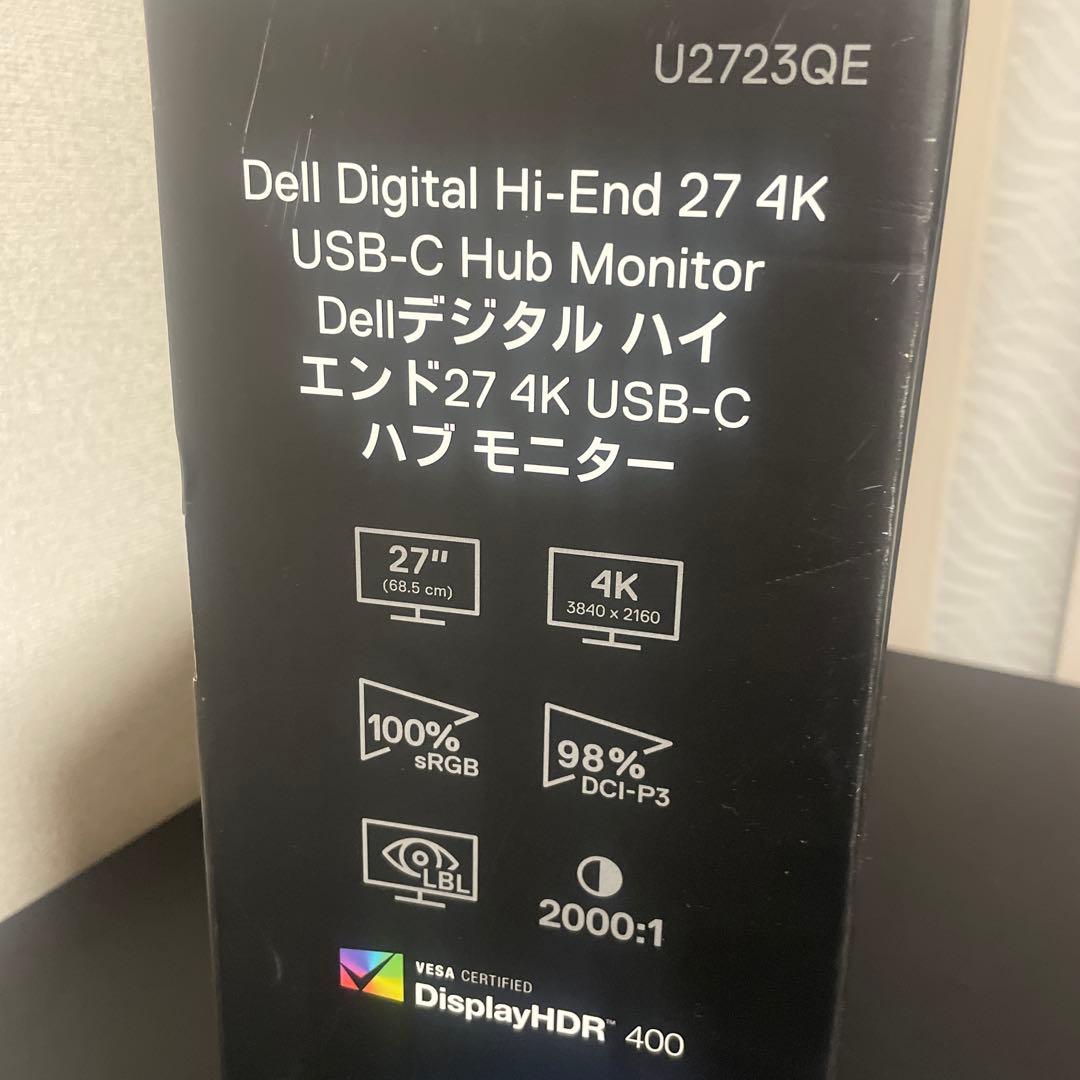 U2723QE
Dell Digital Hi-End 27 4K
USB-C Hub Monitor
Dellデジタル ハイ
エンド27 4K USB-C
ハブ モニター
27"
(68.5 cm)
4K
3840 x 2160
100%
sRGB
98%
DCI-P3
LBL
2000:1
VESA CERTIFIED
DisplayHDR™ 400